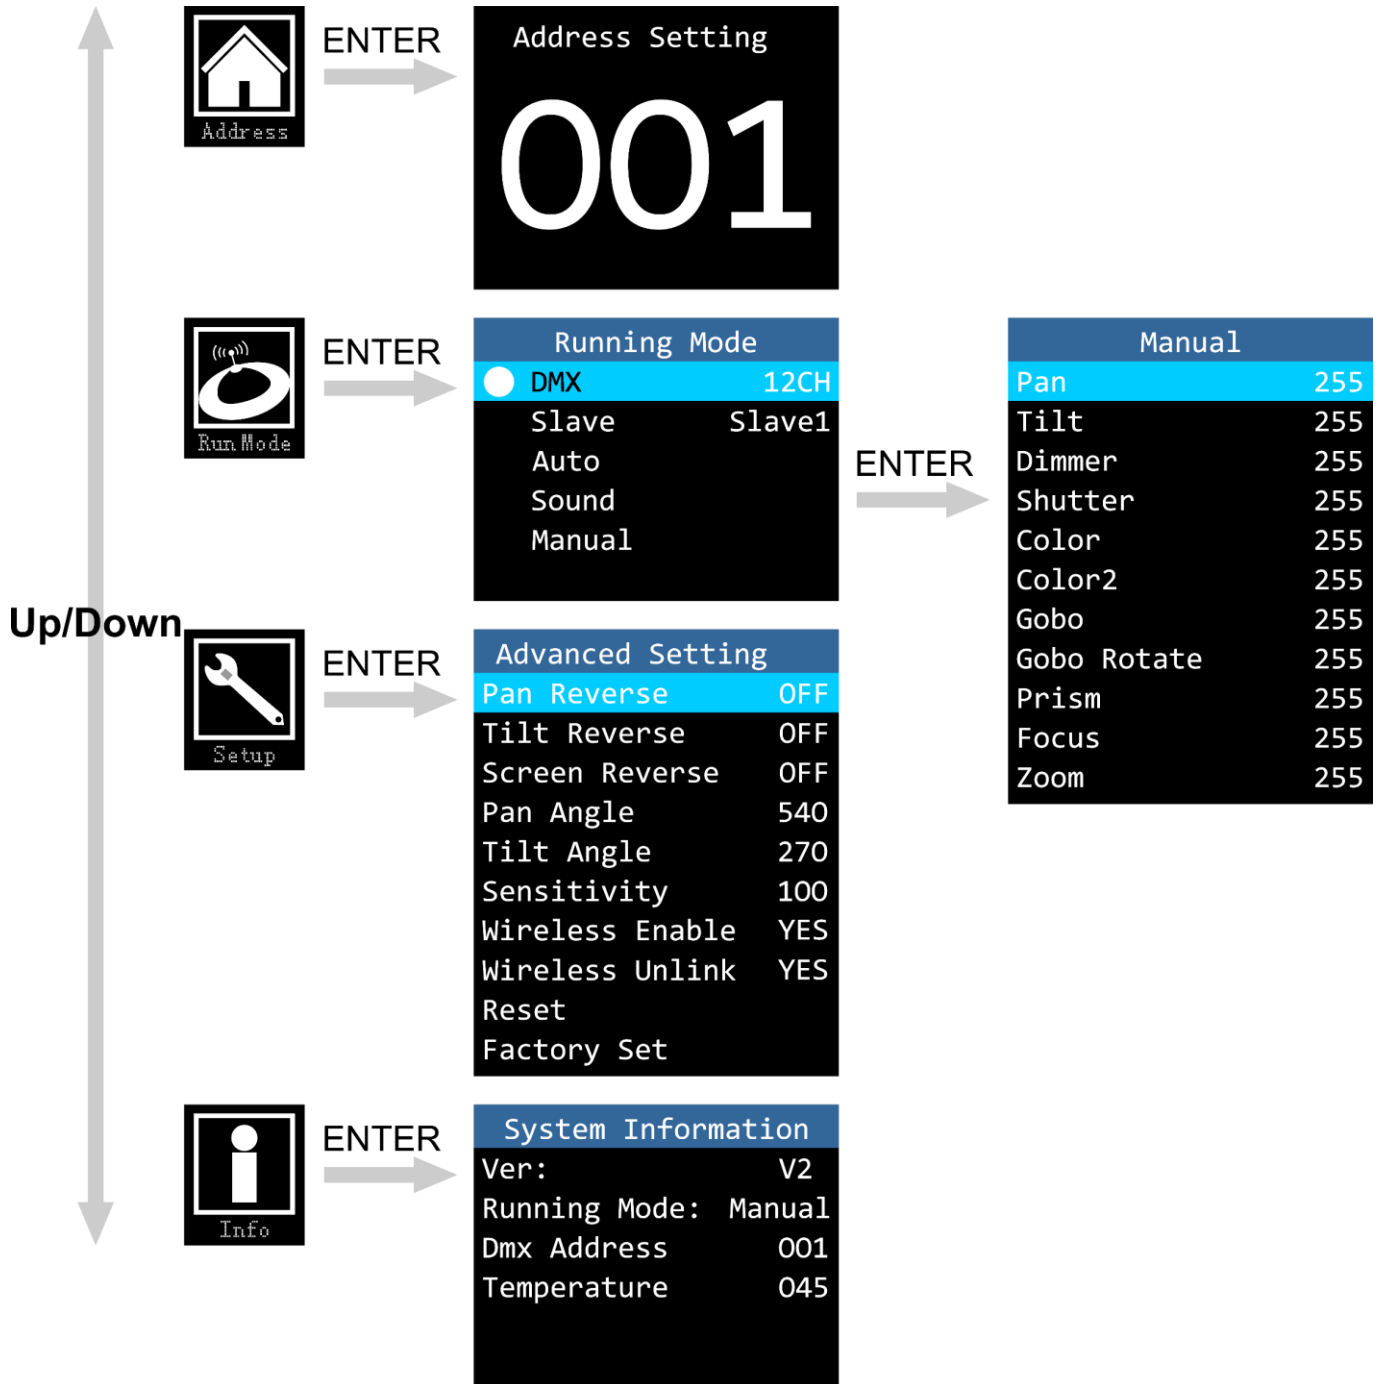 Up/Down
Address
ENTER
Address Setting
001
Run Mode
ENTER
Running Mode
DMX 12CH
Slave Slave1
Auto
Sound
Manual
ENTER
Manual
Pan 255
Tilt 255
Dimmer 255
Shutter 255
Color 255
Color2 255
Gobo 255
Gobo Rotate 255
Prism 255
Focus 255
Zoom 255
Setup
ENTER
Advanced Setting
Pan Reverse OFF
Tilt Reverse OFF
Screen Reverse OFF
Pan Angle 540
Tilt Angle 270
Sensitivity 100
Wireless Enable YES
Wireless Unlink YES
Reset
Factory Set
Info
ENTER
System Information
Ver: V2
Running Mode: Manual
Dmx Address 001
Temperature 045